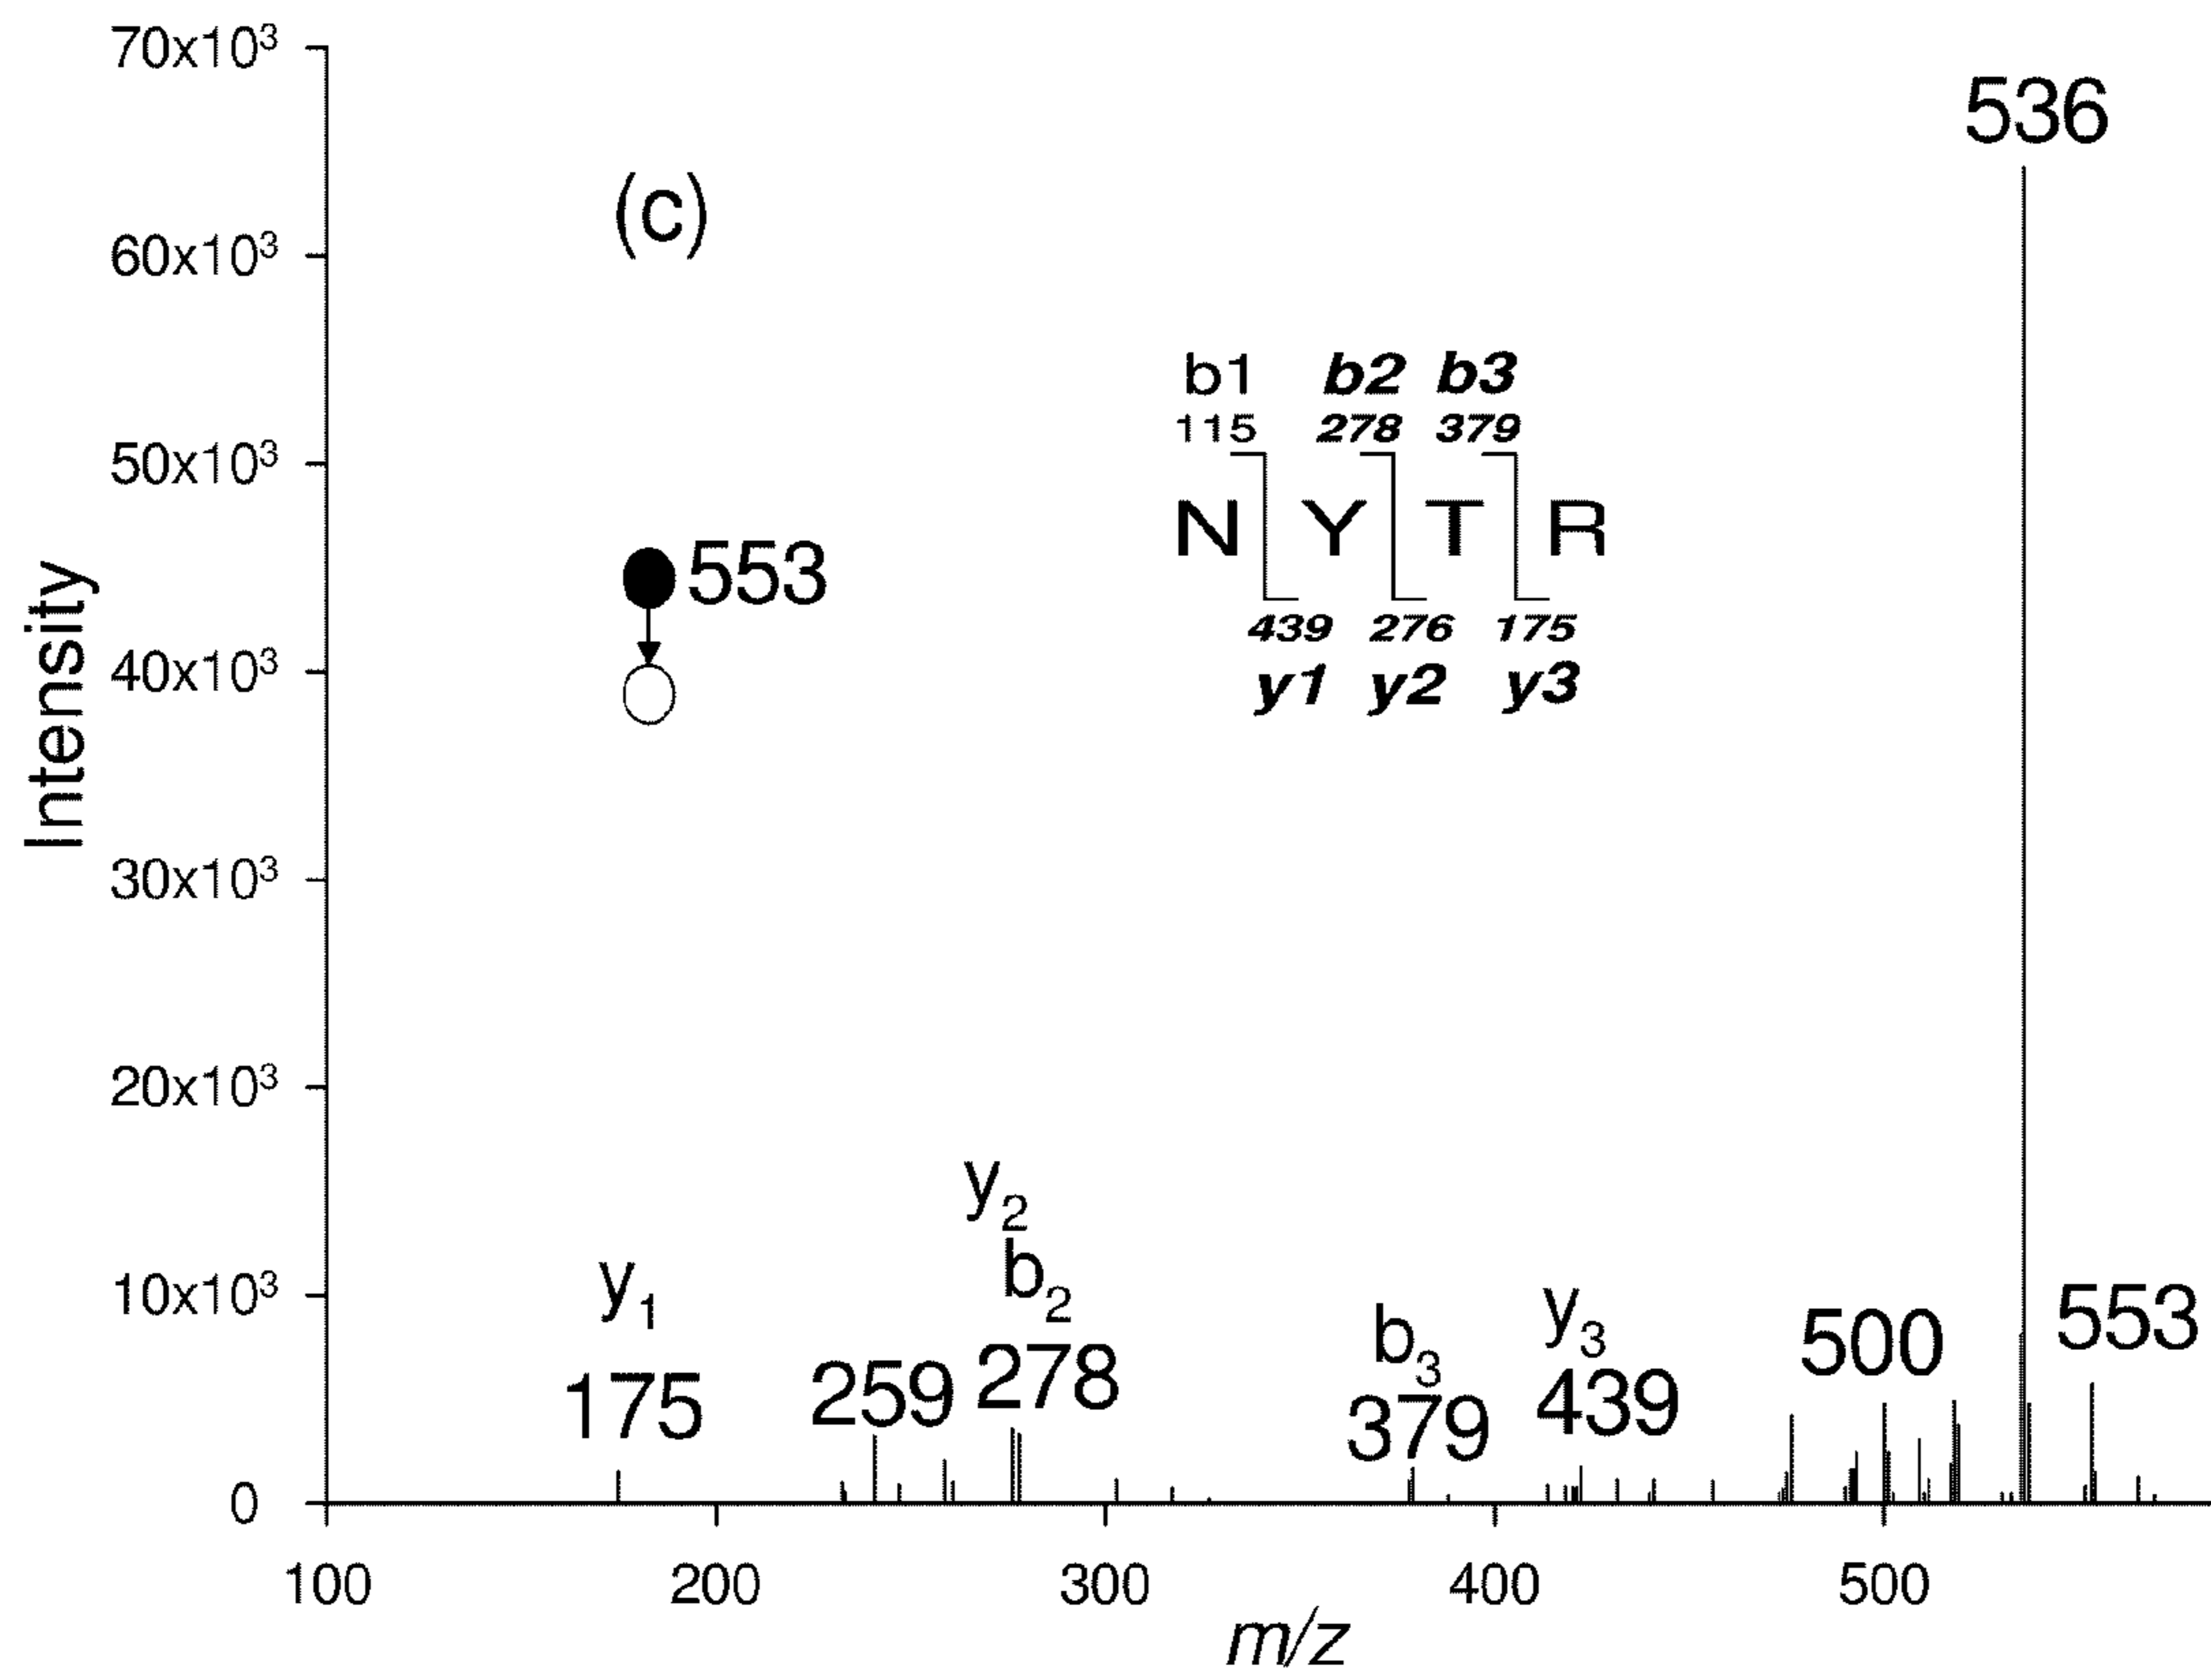 70x10³
60x10³
50x10³
40x10³
30x10³
20x10³
10x10³
0
Intensity
(c)
553
b1 b2 b3
115 278 379
N Y T R
439 276 175
y1 y2 y3
536
y₁
175
259
y₂
b₂
278
b₃
379
y₃
439
500
553
100 200 300 400 500
m/z